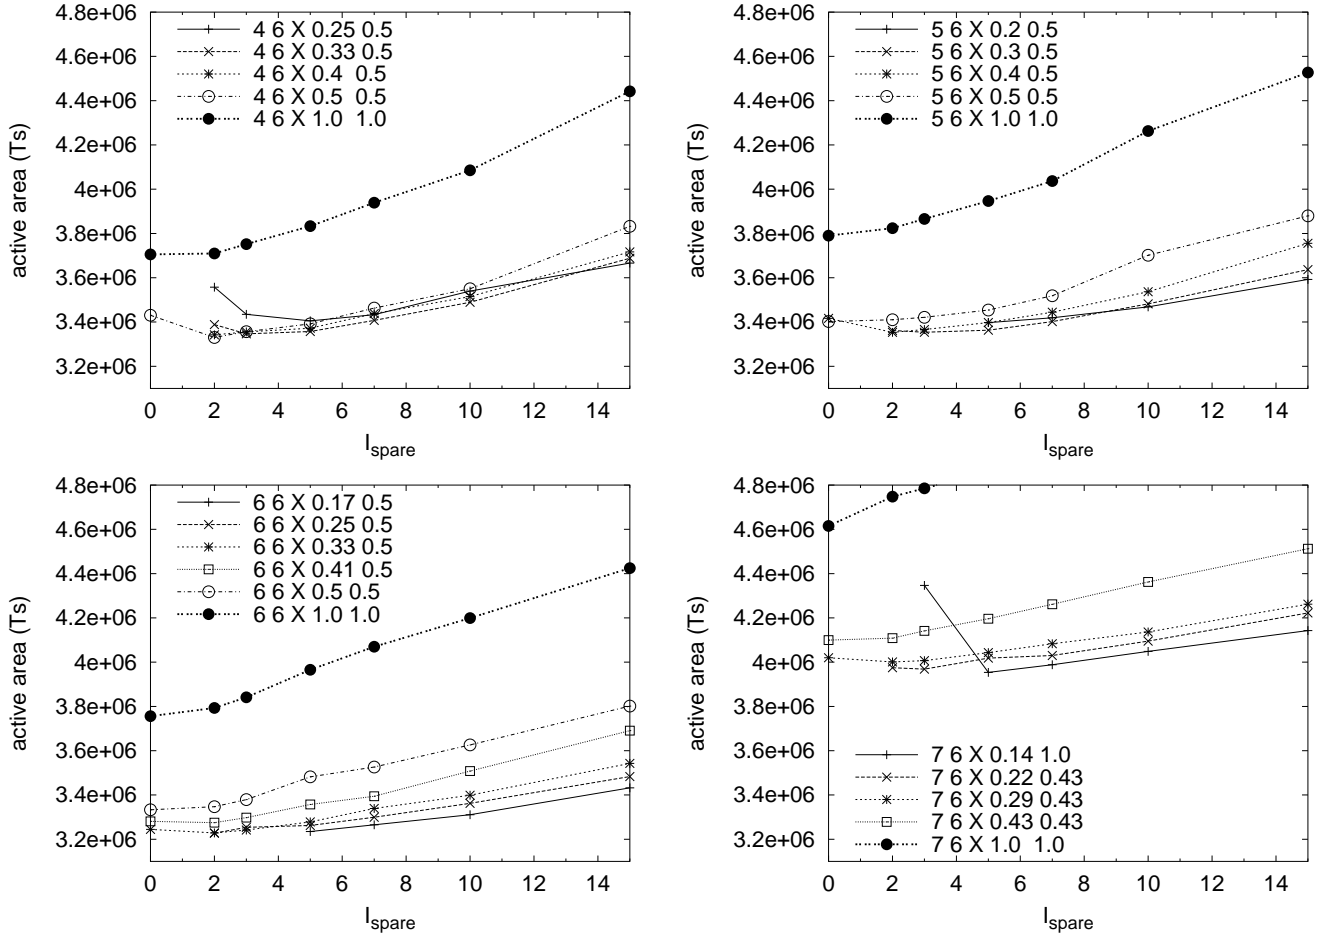 4.8e+06
4.6e+06
4.4e+06
4.2e+06
4e+06
3.8e+06
3.6e+06
3.4e+06
3.2e+06
active area (Ts)
4 6 X 0.25 0.5
4 6 X 0.33 0.5
4 6 X 0.4 0.5
4 6 X 0.5 0.5
4 6 X 1.0 1.0
0 2 4 6 8 10 12 14
I_spare
4.8e+06
4.6e+06
4.4e+06
4.2e+06
4e+06
3.8e+06
3.6e+06
3.4e+06
3.2e+06
active area (Ts)
5 6 X 0.2 0.5
5 6 X 0.3 0.5
5 6 X 0.4 0.5
5 6 X 0.5 0.5
5 6 X 1.0 1.0
0 2 4 6 8 10 12 14
I_spare
4.8e+06
4.6e+06
4.4e+06
4.2e+06
4e+06
3.8e+06
3.6e+06
3.4e+06
3.2e+06
active area (Ts)
6 6 X 0.17 0.5
6 6 X 0.25 0.5
6 6 X 0.33 0.5
6 6 X 0.41 0.5
6 6 X 0.5 0.5
6 6 X 1.0 1.0
0 2 4 6 8 10 12 14
I_spare
4.8e+06
4.6e+06
4.4e+06
4.2e+06
4e+06
3.8e+06
3.6e+06
3.4e+06
3.2e+06
active area (Ts)
7 6 X 0.14 1.0
7 6 X 0.22 0.43
7 6 X 0.29 0.43
7 6 X 0.43 0.43
7 6 X 1.0 1.0
0 2 4 6 8 10 12 14
I_spare